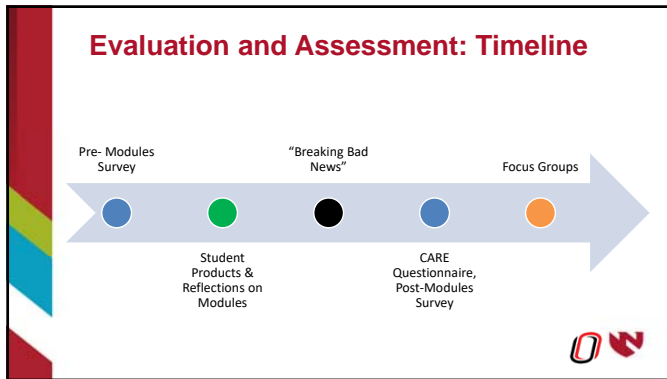 Evaluation and Assessment: Timeline
Pre- Modules
Survey
Student
Products &
Reflections on
Modules
“Breaking Bad
News”
CARE
Questionnaire,
Post-Modules
Survey
Focus Groups